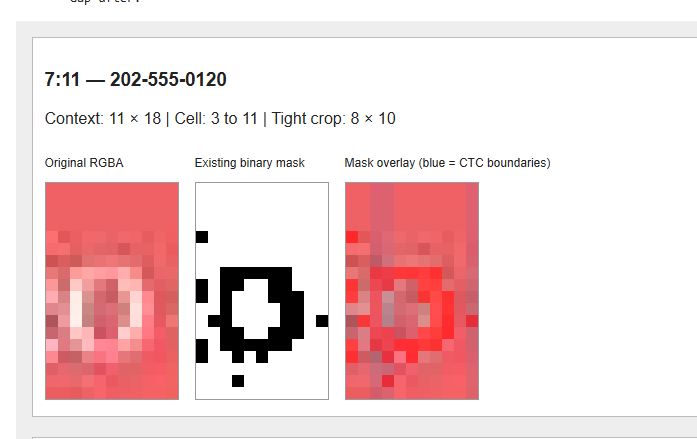 7:11 — 202-555-0120
Context: 11 × 18 | Cell: 3 to 11 | Tight crop: 8 × 10
Original RGBA
Existing binary mask
Mask overlay (blue = CTC boundaries)